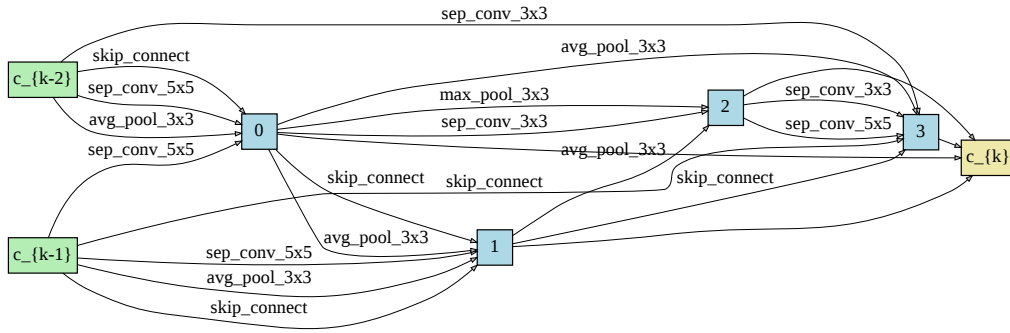 sep_conv_3x3
skip_connect
avg_pool_3x3
c_{k-2}
sep_conv_5x5
max_pool_3x3
sep_conv_3x3
2
avg_pool_3x3
0
sep_conv_3x3
sep_conv_5x5
3
sep_conv_5x5
avg_pool_3x3
c_{k}
skip_connect
skip_connect
skip_connect
avg_pool_3x3
1
c_{k-1}
sep_conv_5x5
avg_pool_3x3
skip_connect